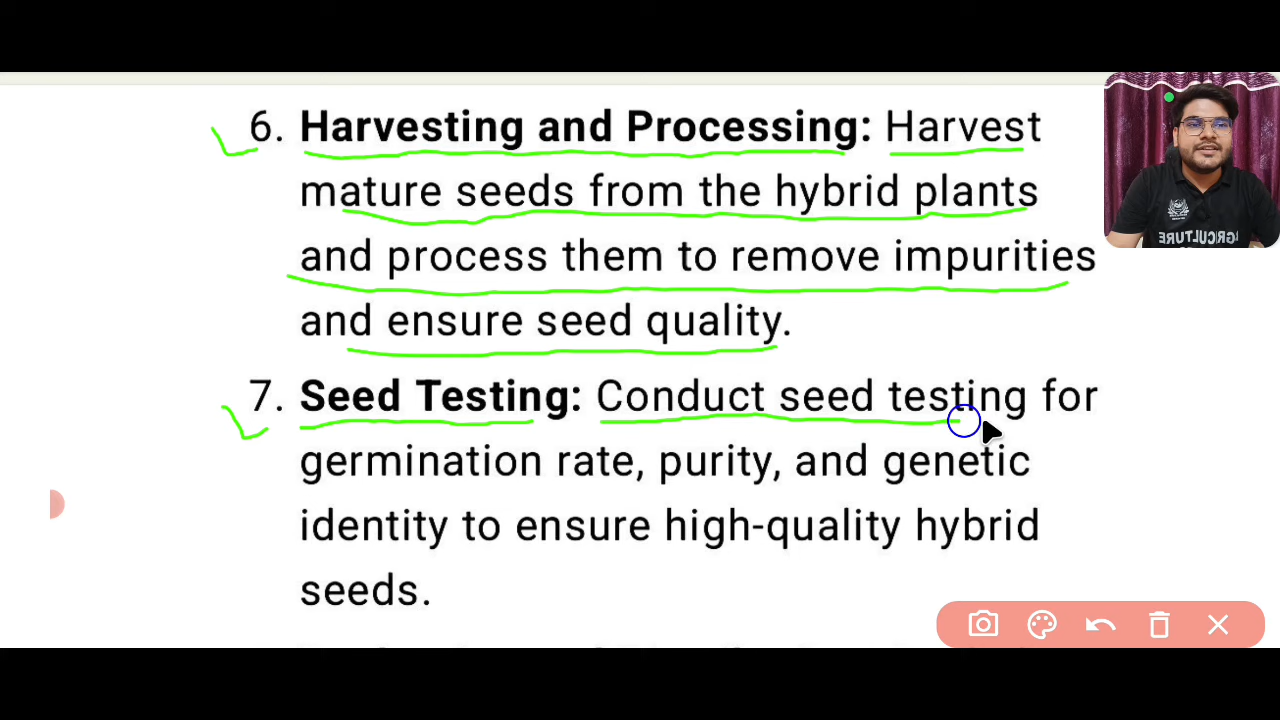 6. Harvesting and Processing: Harvest
mature seeds from the hybrid plants
and process them to remove impurities
and ensure seed quality.
7. Seed Testing: Conduct seed testing for
germination rate, purity, and genetic
identity to ensure high-quality hybrid
seeds.
AGRICULTURE